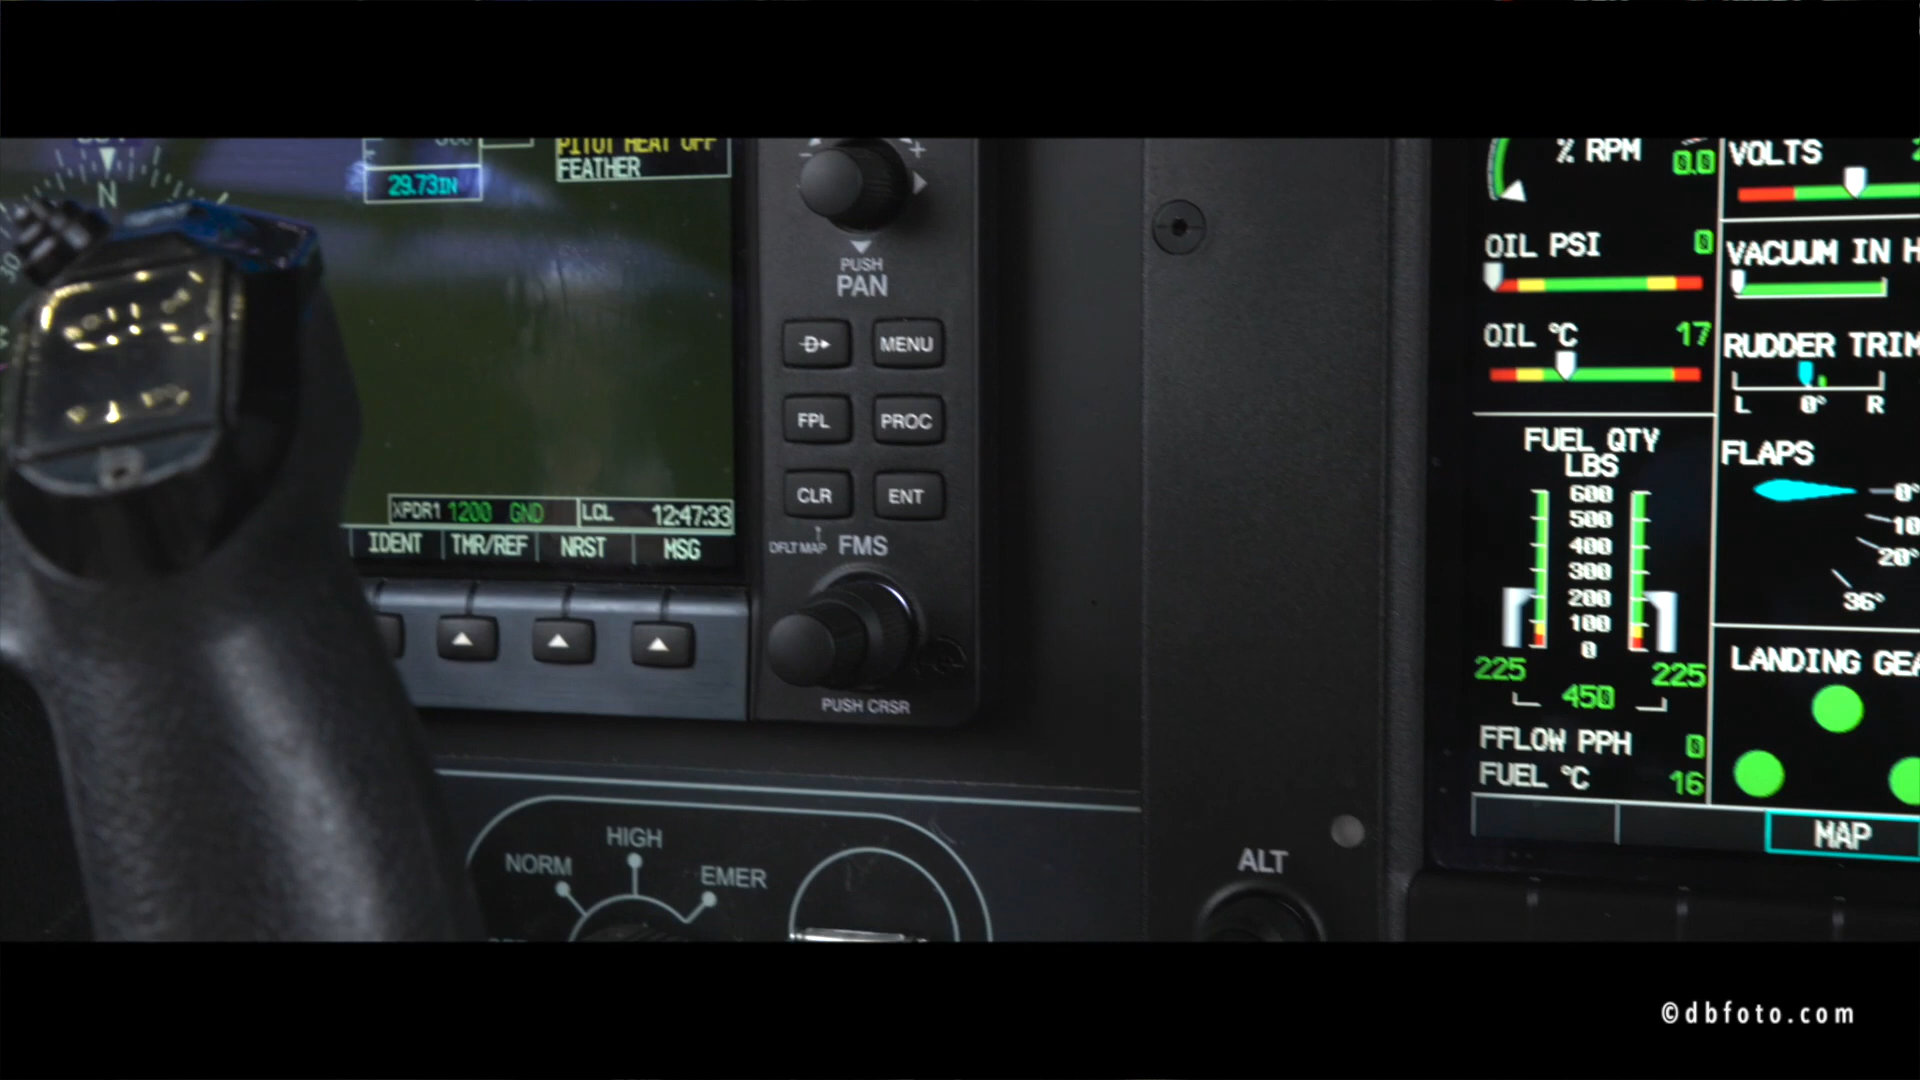 N
30
29.73IN
PITOT HEAT OFF
FEATHER
XPDR1 1200 GND
LCL 12:47:33
IDENT TMR/REF NRST MSG
- +
PUSH
PAN
D
MENU
FPL
PROC
CLR
ENT
DFLT MAP
FMS
PUSH CRSR
NORM
HIGH
EMER
ALT
% RPM 0.0
OIL PSI 0
OIL °C 17
FUEL QTY
LBS
600
500
400
300
200
100
0
225 225
450
FFLOW PPH 0
FUEL °C 16
VOLTS
VACUUM IN H
RUDDER TRIM
L 0° R
FLAPS
0°
10
20°
36°
LANDING GEA
MAP
©dbfoto.com